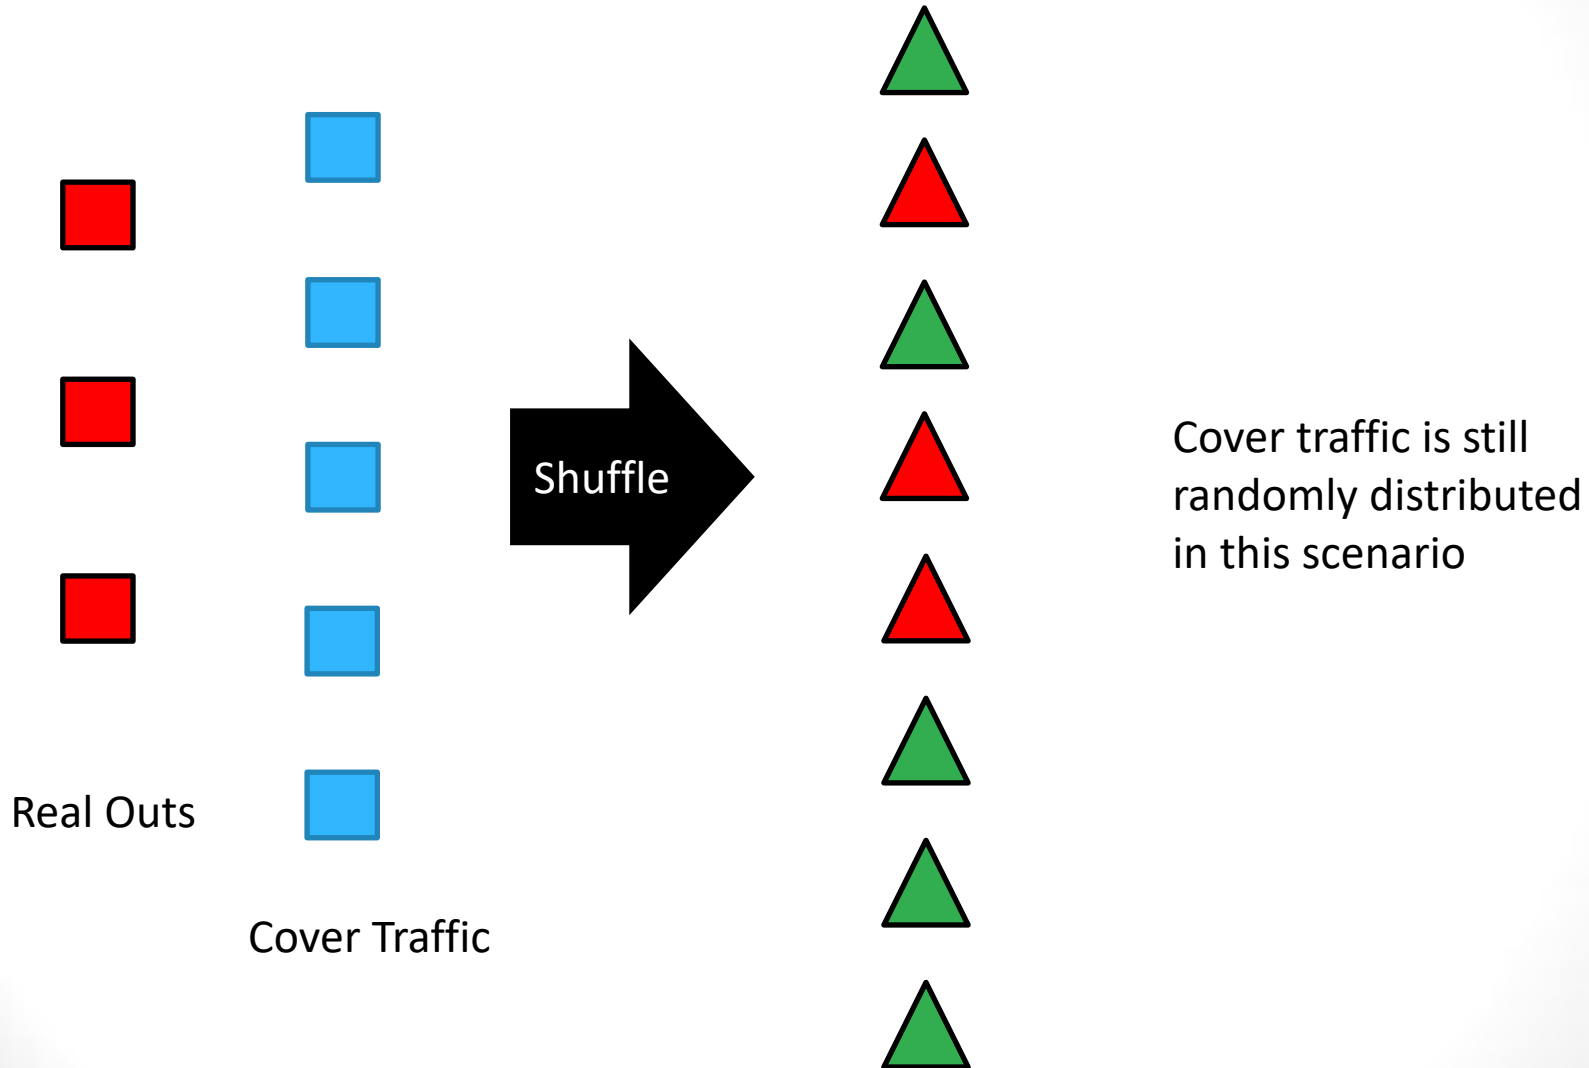 Real Outs
Cover Traffic
Shuffle
Cover traffic is still
randomly distributed
in this scenario